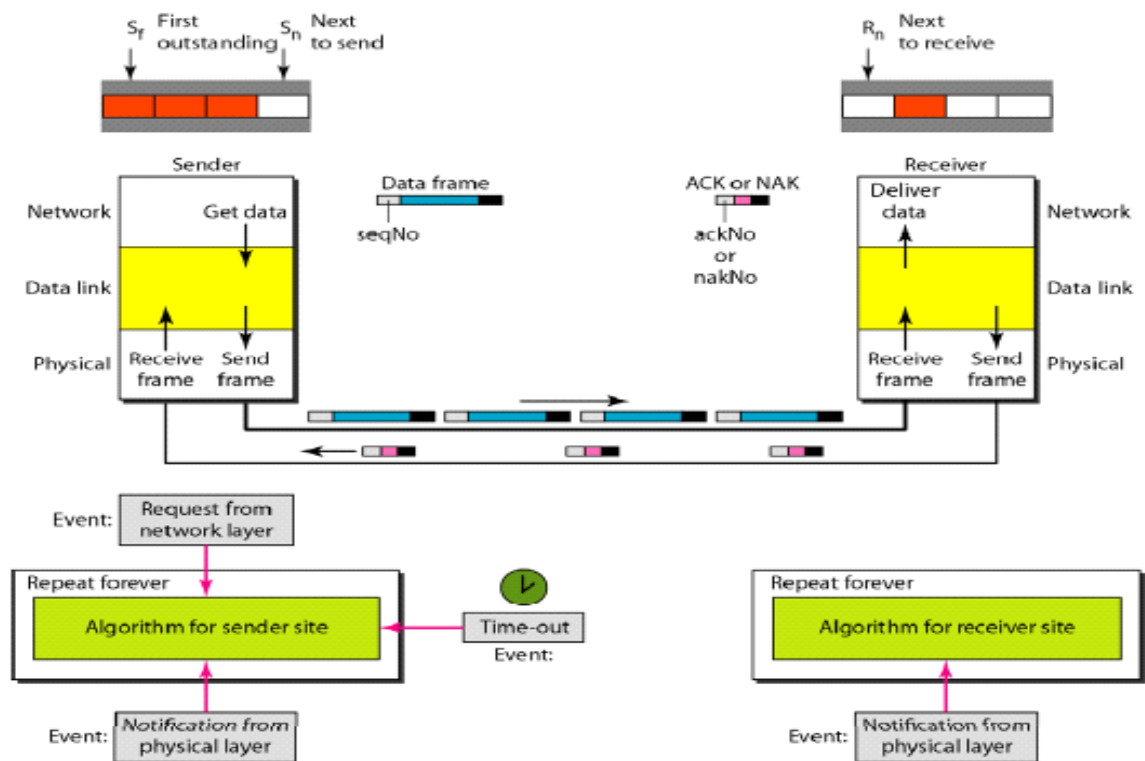 Sf First outstanding
Sn Next to send
Rn Next to receive
Sender
Receiver
Data frame
seqNo
ACK or NAK
ackNo
or
nakNo
Network
Get data
Deliver
data
Network
Data link
Data link
Physical
Receive
frame
Send
frame
Receive
frame
Send
frame
Physical
Event:
Request from
network layer
Repeat forever
Algorithm for sender site
Time-out
Event:
Repeat forever
Algorithm for receiver site
Event:
Notification from
physical layer
Event:
Notification from
physical layer